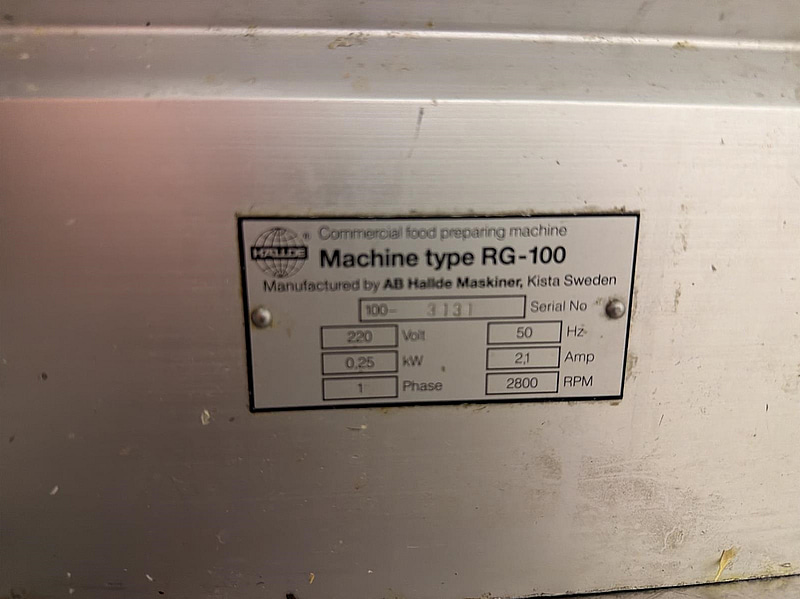 HÄLLDE ® Commercial food preparing machine
Machine type RG-100
Manufactured by AB Hallde Maskiner, Kista Sweden
100- 3131 Serial No
220 Volt 50 Hz
0,25 kW 2,1 Amp
1 Phase 2800 RPM